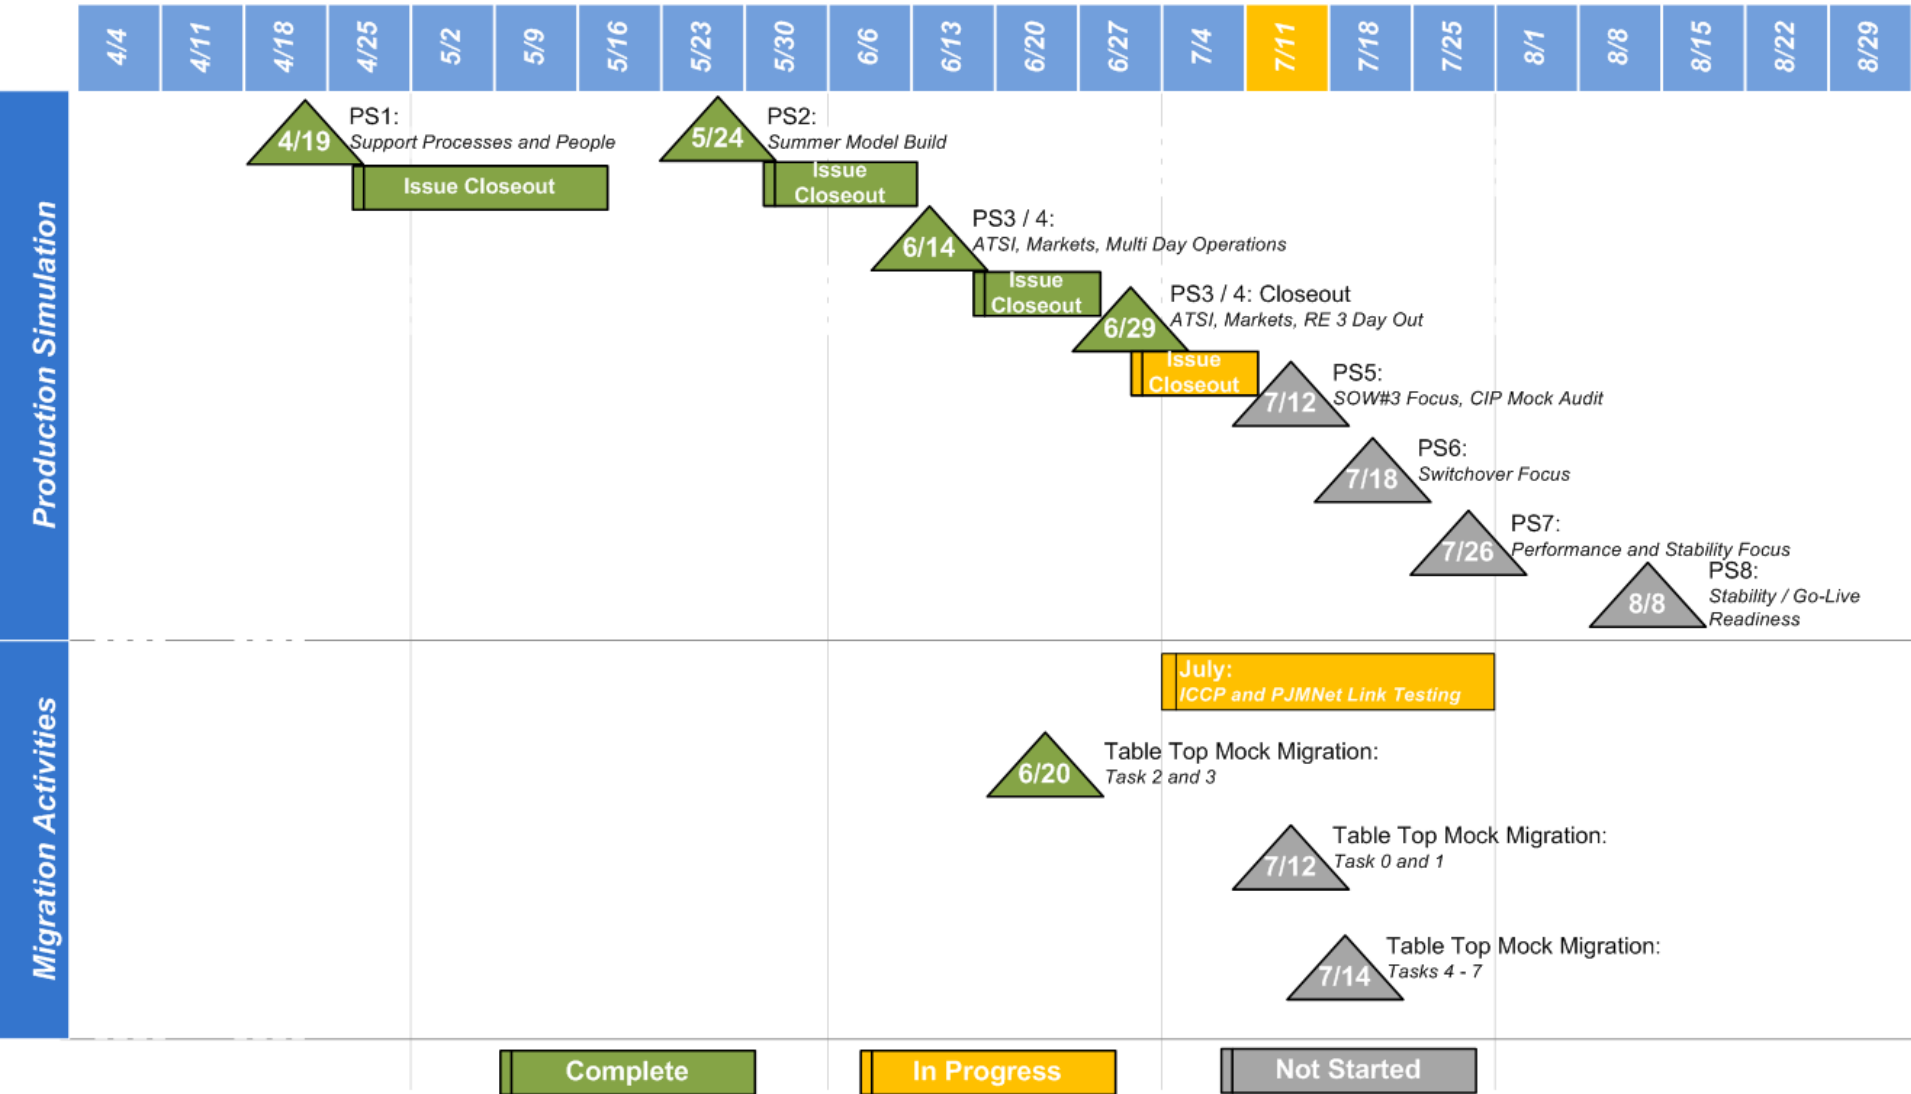 4/4 4/11 4/18 4/25 5/2 5/9 5/16 5/23 5/30 6/6 6/13 6/20 6/27 7/4 7/11 7/18 7/25 8/1 8/8 8/15 8/22 8/29
Production Simulation
4/19
PS1:
Support Processes and People
Issue Closeout
5/24
PS2:
Summer Model Build
Issue
Closeout
6/14
PS3 / 4:
ATSI, Markets, Multi Day Operations
Issue
Closeout
6/29
PS3 / 4: Closeout
ATSI, Markets, RE 3 Day Out
Issue
Closeout
7/12
PS5:
SOW#3 Focus, CIP Mock Audit
7/18
PS6:
Switchover Focus
7/26
PS7:
Performance and Stability Focus
8/8
PS8:
Stability / Go-Live
Readiness
Migration Activities
July:
ICCP and PJMNet Link Testing
6/20
Table Top Mock Migration:
Task 2 and 3
7/12
Table Top Mock Migration:
Task 0 and 1
7/14
Table Top Mock Migration:
Tasks 4 - 7
Complete
In Progress
Not Started